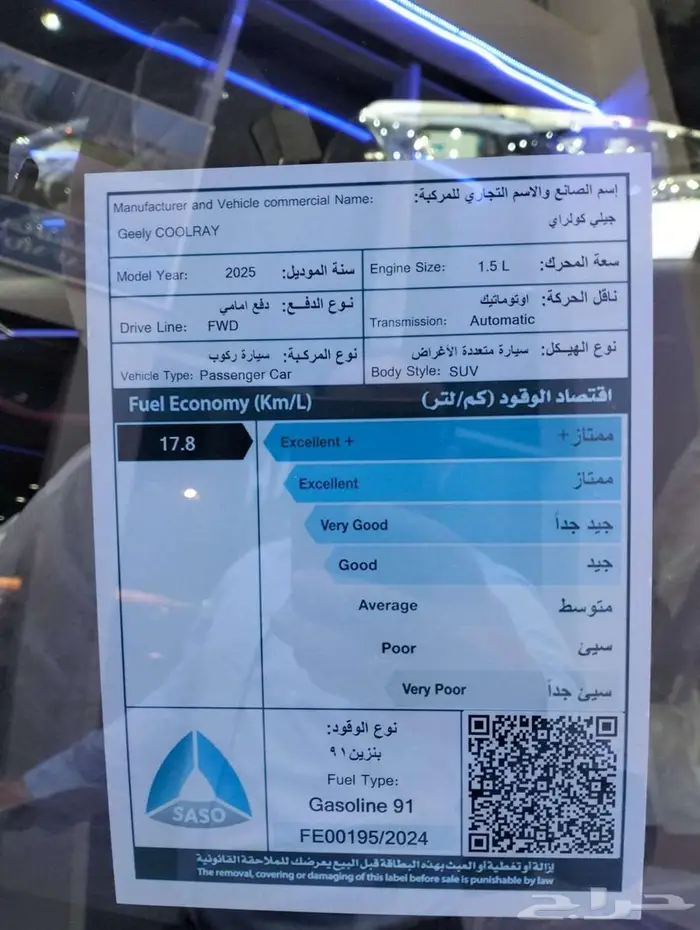 إسم الصانع والاسم التجاري للمركبة:
Manufacturer and Vehicle commercial Name:
جيلي كولراي
Geely COOLRAY
سعة المحرك: 1.5 L Engine Size:
سنة الموديل: 2025 Model Year:
ناقل الحركة: اوتوماتيك
Transmission: Automatic
نوع الدفع: دفع امامي
Drive Line: FWD
نوع الهيكل: سيارة متعددة الأغراض
Body Style: SUV
نوع المركبة: سيارة ركوب
Vehicle Type: Passenger Car
اقتصاد الوقود (كم/لتر) Fuel Economy (Km/L)
17.8
ممتاز+ Excellent +
ممتاز Excellent
جيد جداً Very Good
جيد Good
متوسط Average
سيئ Poor
سيئ جداً Very Poor
SASO
نوع الوقود:
بنزين ٩١
Fuel Type:
Gasoline 91
FE00195/2024
إزالة أو تغطية أو العبث بهذه البطاقة قبل البيع يعرضك للملاحقة القانونية
The removal, covering or damaging of this label before sale is punishable by law
حراج